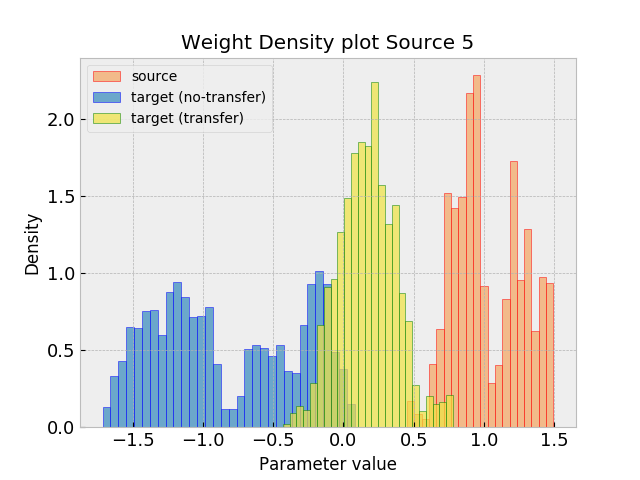 Weight Density plot Source 5
source
target (no-transfer)
target (transfer)
Density
2.0
1.5
1.0
0.5
0.0
−1.5 −1.0 −0.5 0.0 0.5 1.0 1.5
Parameter value